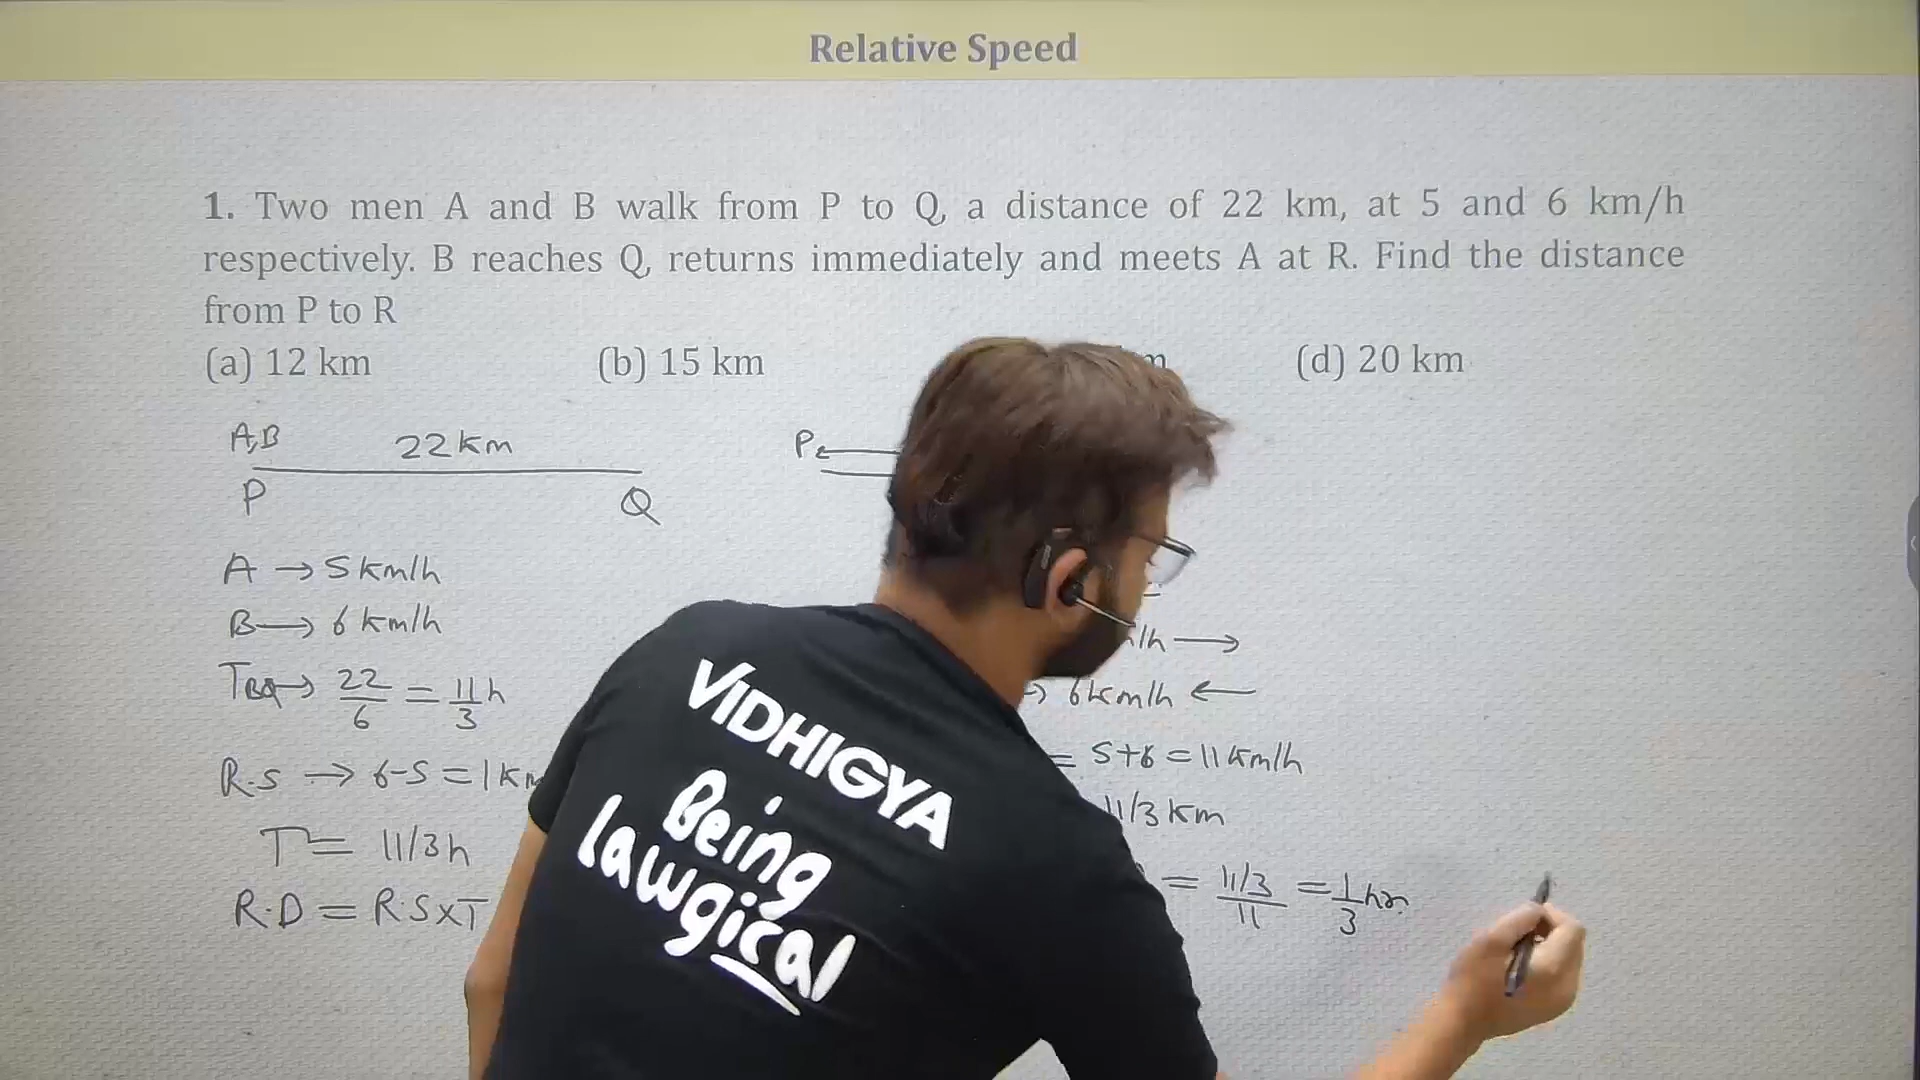 Relative Speed
1. Two men A and B walk from P to Q, a distance of 22 km, at 5 and 6 km/h
respectively. B reaches Q, returns immediately and meets A at R. Find the distance
from P to R
(a) 12 km (b) 15 km (d) 20 km
A,B 22 km
P Q
A → 5 km/h
B → 6 km/h
T_BQ → 22/6 = 11/3 h
R.S → 6-5 = 1 K
T = 11/3 h
R.D = R.S x T
P
/h →
6 km/h ←
= 5+6 = 11 km/h
11/3 km
= 11/3 / 11 = 1/3 hr.
VIDHIGYA
Being
lawgical